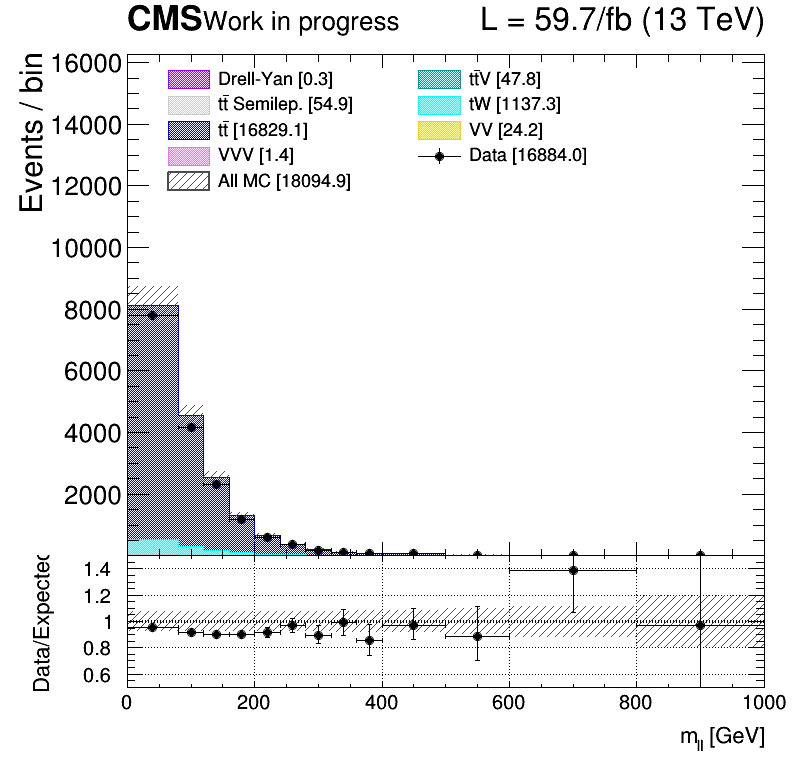 CMS Work in progress L = 59.7/fb (13 TeV)
Events / bin
16000
14000
12000
10000
8000
6000
4000
2000
Drell-Yan [0.3]
tt̄ Semilep. [54.9]
tt̄ [16829.1]
VVV [1.4]
All MC [18094.9]
tt̄V [47.8]
tW [1137.3]
VV [24.2]
Data [16884.0]
Data/Expected
1.4
1.2
1
0.8
0.6
0 200 400 600 800 1000
m_ll [GeV]